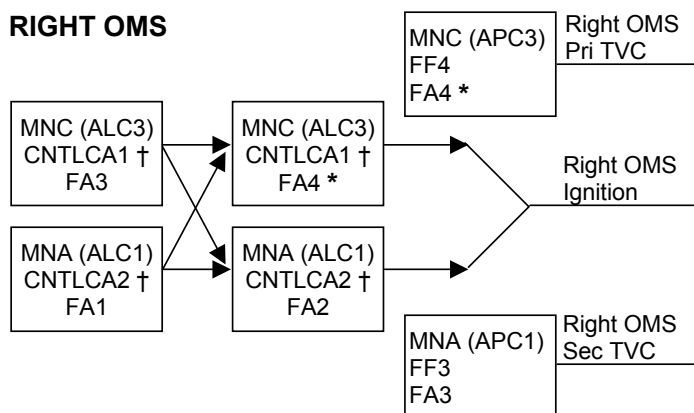 RIGHT OMS
MNC (APC3)
FF4
FA4 *
Right OMS
Pri TVC
MNC (ALC3)
CNTLCA1 †
FA3
MNC (ALC3)
CNTLCA1 †
FA4 *
Right OMS
Ignition
MNA (ALC1)
CNTLCA2 †
FA1
MNA (ALC1)
CNTLCA2 †
FA2
MNA (APC1)
FF3
FA3
Right OMS
Sec TVC